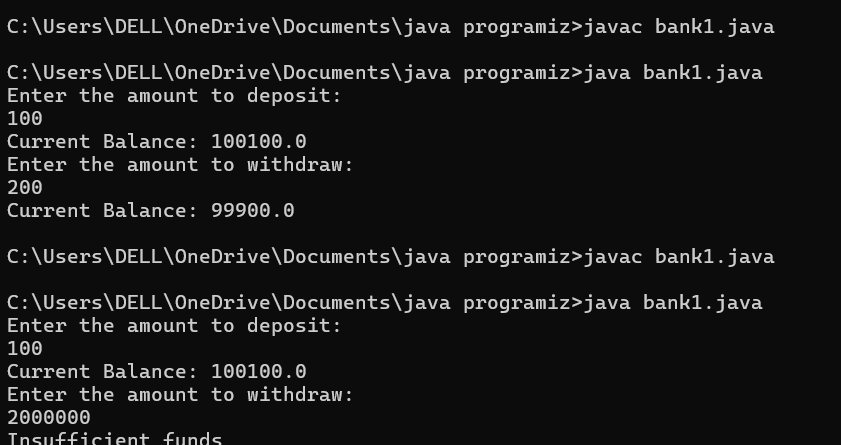 C:\Users\DELL\OneDrive\Documents\java programiz>javac bank1.java
C:\Users\DELL\OneDrive\Documents\java programiz>java bank1.java
Enter the amount to deposit:
100
Current Balance: 100100.0
Enter the amount to withdraw:
200
Current Balance: 99900.0
C:\Users\DELL\OneDrive\Documents\java programiz>javac bank1.java
C:\Users\DELL\OneDrive\Documents\java programiz>java bank1.java
Enter the amount to deposit:
100
Current Balance: 100100.0
Enter the amount to withdraw:
2000000
Insufficient funds